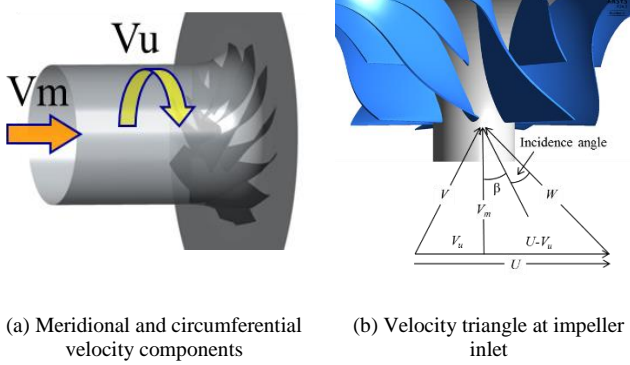 Vu
Vm
Incidence angle
β
V
Vm
W
Vu
U-Vu
U
(a) Meridional and circumferential
velocity components
(b) Velocity triangle at impeller
inlet